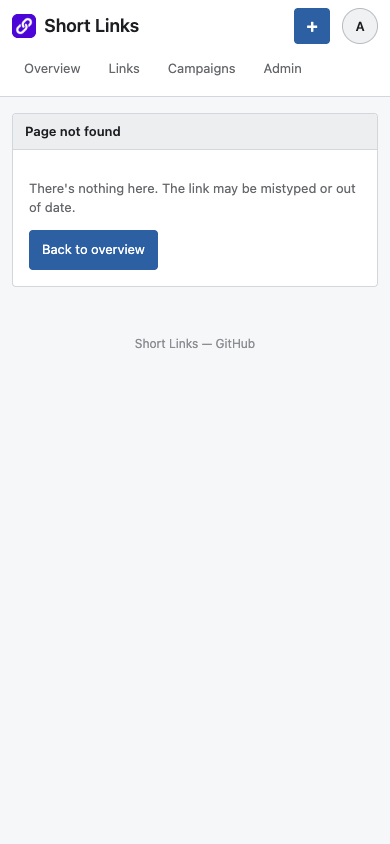 Short Links
+
A
Overview
Links
Campaigns
Admin
Page not found
There's nothing here. The link may be mistyped or out
of date.
Back to overview
Short Links — GitHub